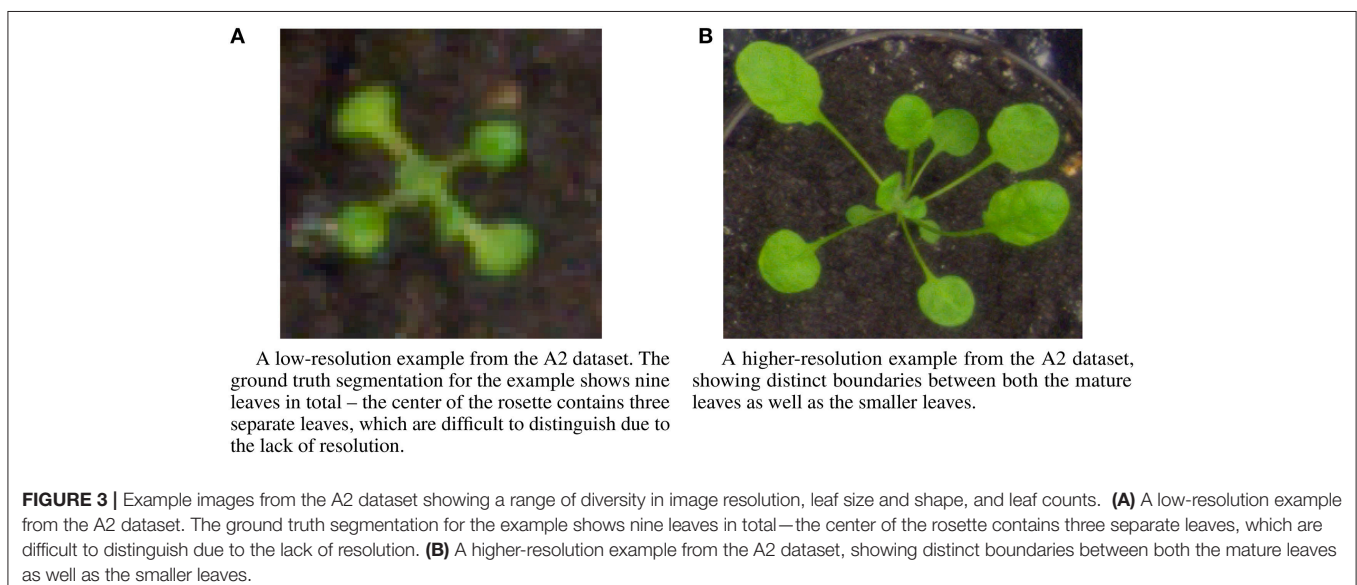 A
B
A low-resolution example from the A2 dataset. The
ground truth segmentation for the example shows nine
leaves in total – the center of the rosette contains three
separate leaves, which are difficult to distinguish due to
the lack of resolution.
A higher-resolution example from the A2 dataset,
showing distinct boundaries between both the mature
leaves as well as the smaller leaves.
FIGURE 3 | Example images from the A2 dataset showing a range of diversity in image resolution, leaf size and shape, and leaf counts. (A) A low-resolution example
from the A2 dataset. The ground truth segmentation for the example shows nine leaves in total—the center of the rosette contains three separate leaves, which are
difficult to distinguish due to the lack of resolution. (B) A higher-resolution example from the A2 dataset, showing distinct boundaries between both the mature leaves
as well as the smaller leaves.